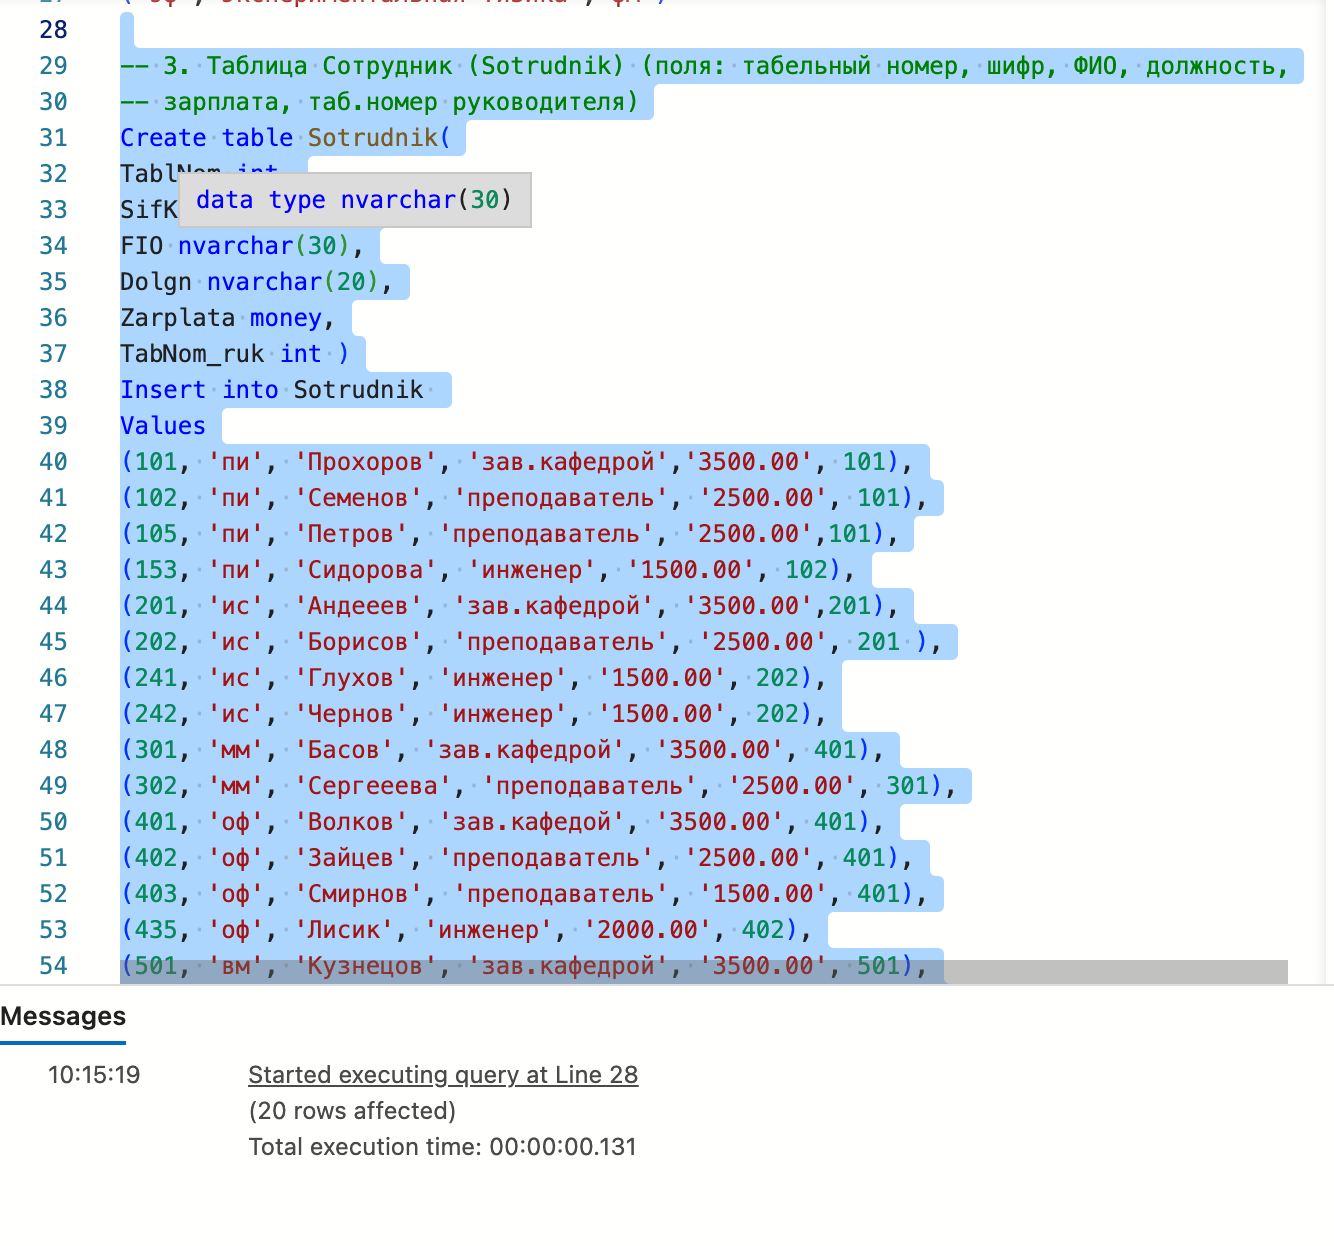 28
29 -- 3. Таблица Сотрудник (Sotrudnik) (поля: табельный номер, шифр, ФИО, должность,
30 -- зарплата, таб.номер руководителя)
31 Create table Sotrudnik(
32 TablNom int
33 SifK
data type nvarchar(30)
34 FIO nvarchar(30),
35 Dolgn nvarchar(20),
36 Zarplata money,
37 TabNom_ruk int )
38 Insert into Sotrudnik
39 Values
40 (101, 'пи', 'Прохоров', 'зав.кафедрой','3500.00', 101),
41 (102, 'пи', 'Семенов', 'преподаватель', '2500.00', 101),
42 (105, 'пи', 'Петров', 'преподаватель', '2500.00',101),
43 (153, 'пи', 'Сидорова', 'инженер', '1500.00', 102),
44 (201, 'ис', 'Андееев', 'зав.кафедрой', '3500.00',201),
45 (202, 'ис', 'Борисов', 'преподаватель', '2500.00', 201 ),
46 (241, 'ис', 'Глухов', 'инженер', '1500.00', 202),
47 (242, 'ис', 'Чернов', 'инженер', '1500.00', 202),
48 (301, 'мм', 'Басов', 'зав.кафедрой', '3500.00', 401),
49 (302, 'мм', 'Сергееева', 'преподаватель', '2500.00', 301),
50 (401, 'оф', 'Волков', 'зав.кафедой', '3500.00', 401),
51 (402, 'оф', 'Зайцев', 'преподаватель', '2500.00', 401),
52 (403, 'оф', 'Смирнов', 'преподаватель', '1500.00', 401),
53 (435, 'оф', 'Лисик', 'инженер', '2000.00', 402),
54 (501, 'вм', 'Кузнецов', 'зав.кафедрой', '3500.00', 501),
Messages
10:15:19 Started executing query at Line 28
(20 rows affected)
Total execution time: 00:00:00.131